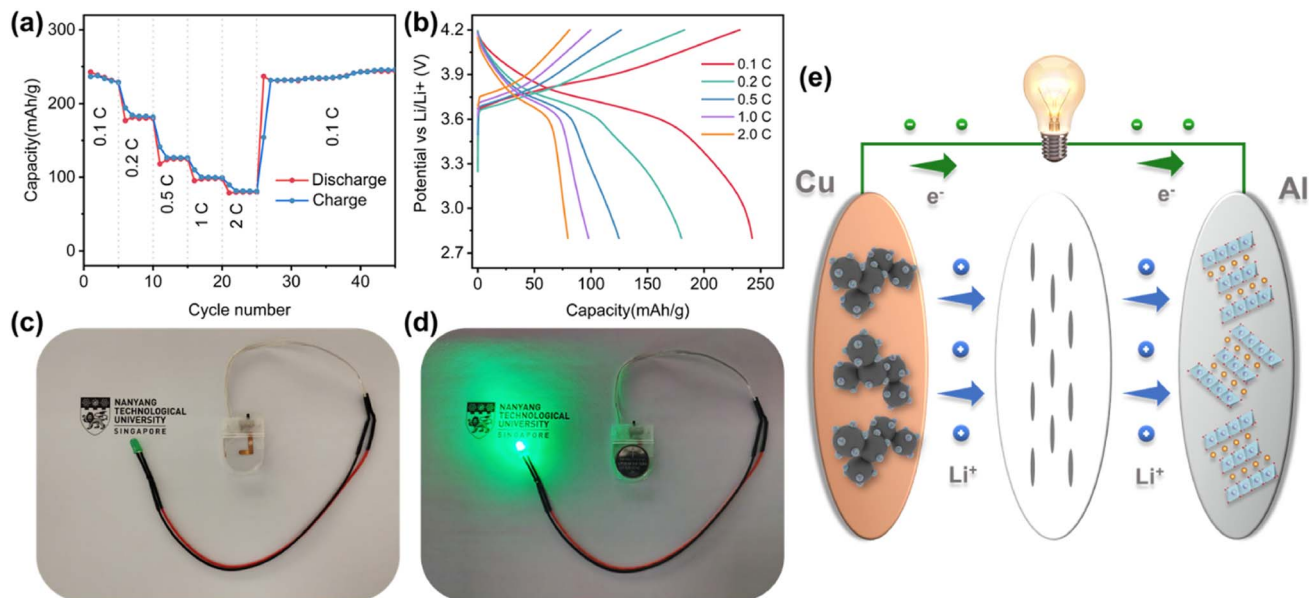 (a)
300
200
100
0
Capacity(mAh/g)
0.1 C
0.2 C
0.5 C
1 C
2 C
0.1 C
Discharge
Charge
0
10
20
30
40
Cycle number
(b)
4.2
3.9
3.6
3.3
3.0
2.7
Potential vs Li/Li+ (V)
0.1 C
0.2 C
0.5 C
1.0 C
2.0 C
0
50
100
150
200
250
Capacity(mAh/g)
(c)
NANYANG
TECHNOLOGICAL
UNIVERSITY
SINGAPORE
(d)
NANYANG
TECHNOLOGICAL
UNIVERSITY
SINGAPORE
(e)
Cu
e-
e-
Al
Li+
Li+